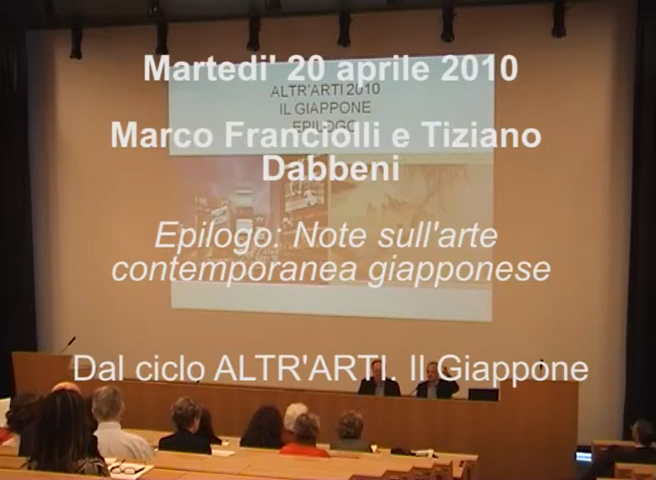 Martedi' 20 aprile 2010
ALTR'ARTI 2010
IL GIAPPONE
EPILOGO
Marco Franciolli e Tiziano
Dabbeni
Epilogo: Note sull'arte
contemporanea giapponese
Dal ciclo ALTR'ARTI. Il Giappone